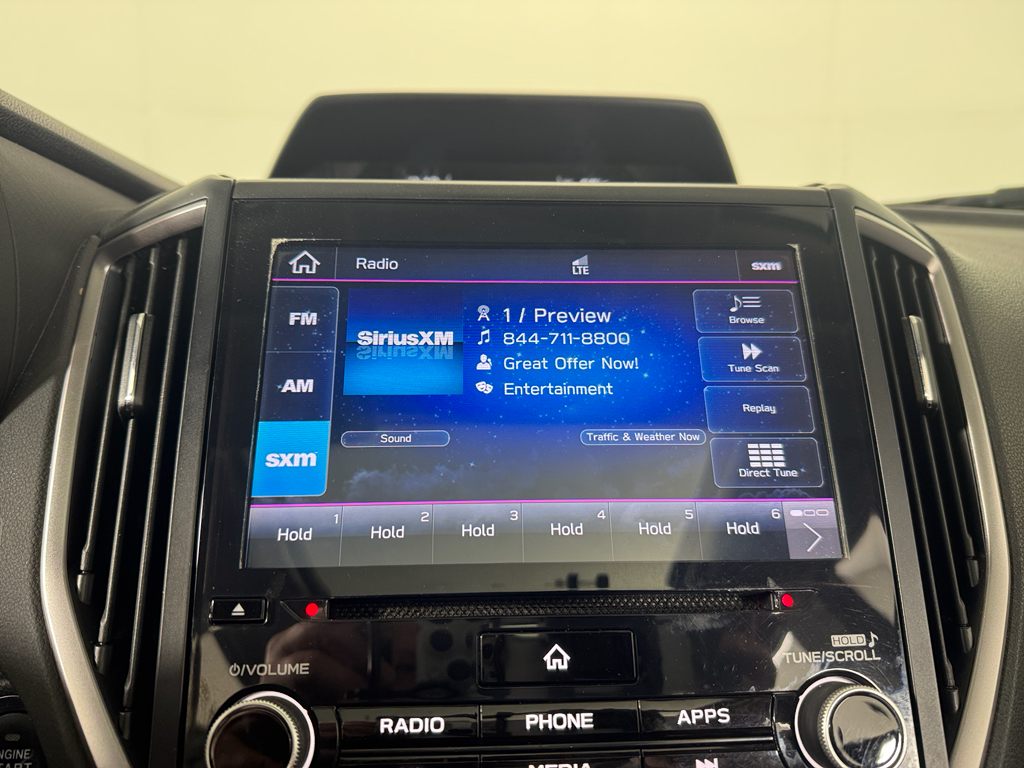 Radio
LTE
sxm
FM
AM
sxm
SiriusXM
1 / Preview
844-711-8800
Great Offer Now!
Entertainment
Sound
Traffic & Weather Now
Browse
Tune Scan
Replay
Direct Tune
Hold 1
Hold 2
Hold 3
Hold 4
Hold 5
Hold 6
/VOLUME
HOLD
TUNE/SCROLL
RADIO
PHONE
APPS
MEDIA